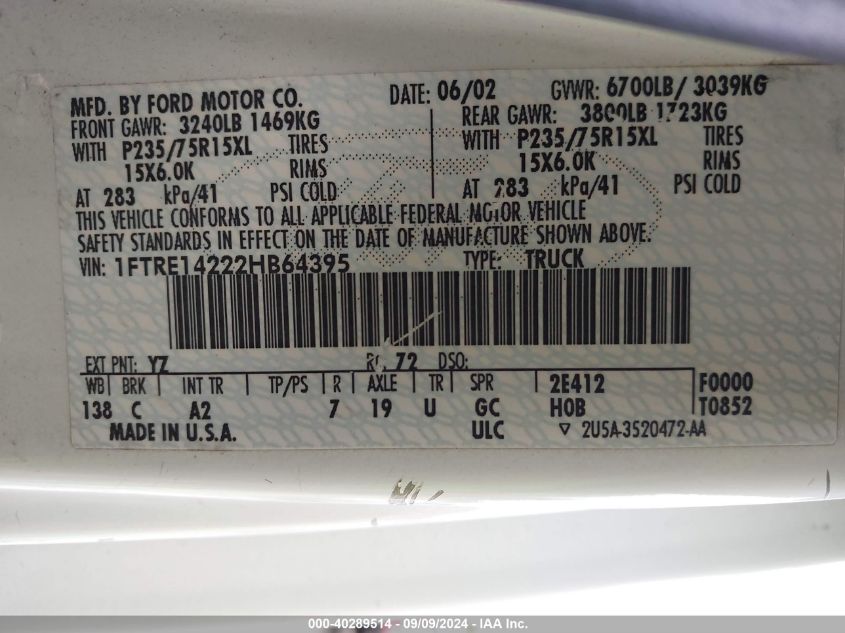 MFD. BY FORD MOTOR CO. DATE: 06/02 GVWR: 6700LB/ 3039KG
FRONT GAWR: 3240LB 1469KG REAR GAWR: 3800LB 1723KG
WITH P235/75R15XL TIRES WITH P235/75R15XL TIRES
15X6.0K RIMS 15X6.0K RIMS
AT 283 kPa/41 PSI COLD AT 283 kPa/41 PSI COLD
THIS VEHICLE CONFORMS TO ALL APPLICABLE FEDERAL MOTOR VEHICLE
SAFETY STANDARDS IN EFFECT ON THE DATE OF MANUFACTURE SHOWN ABOVE.
VIN: 1FTRE14222HB64395 TYPE: TRUCK
EXT PNT: YZ RC: 72 DSO:
WB BRK INT TR TP/PS R AXLE TR SPR 2E412 F0000
138 C A2 7 19 U GC HOB T0852
MADE IN U.S.A. ULC 2U5A-3520472-AA
000-40289514 - 09/09/2024 - IAA Inc.